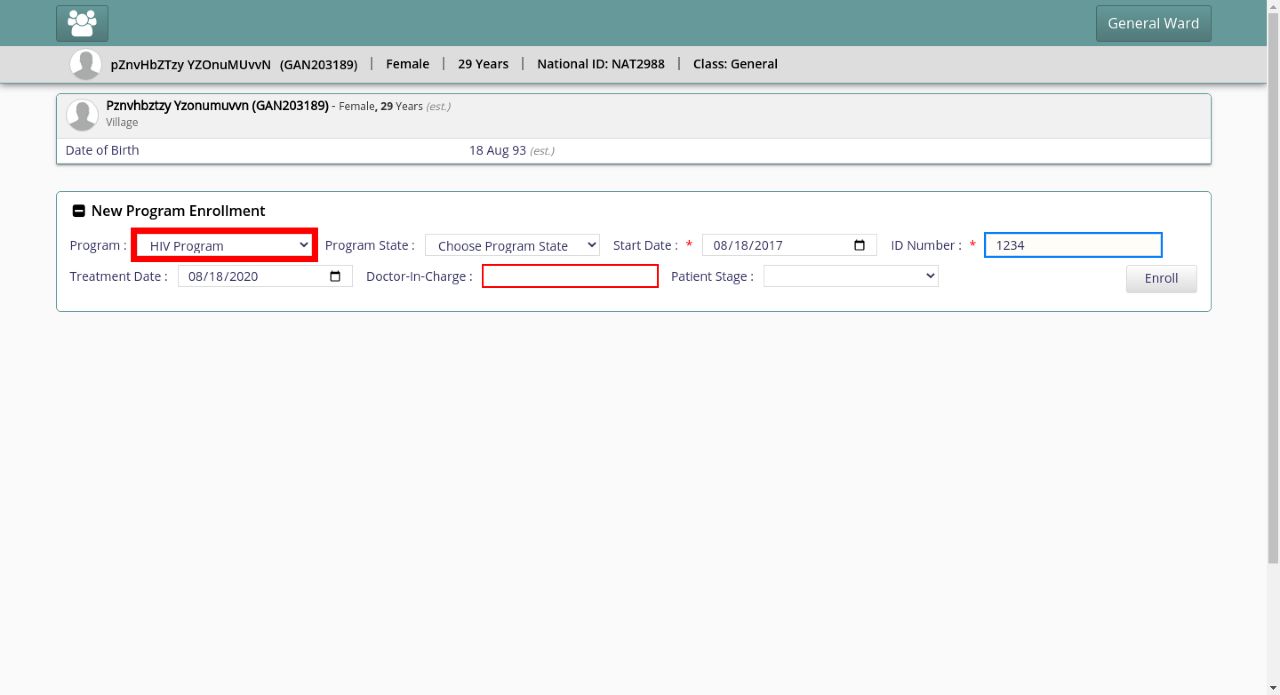 General Ward
pZnvHbZTzy YZOnuMUvvN (GAN203189) | Female | 29 Years | National ID: NAT2988 | Class: General
Pznvhbztzy Yzonumuvvn (GAN203189) - Female, 29 Years (est.)
Village
Date of Birth 18 Aug 93 (est.)
New Program Enrollment
Program : HIV Program Program State : Choose Program State Start Date : * 08/18/2017 ID Number : * 1234
Treatment Date : 08/18/2020 Doctor-In-Charge : Patient Stage : Enroll